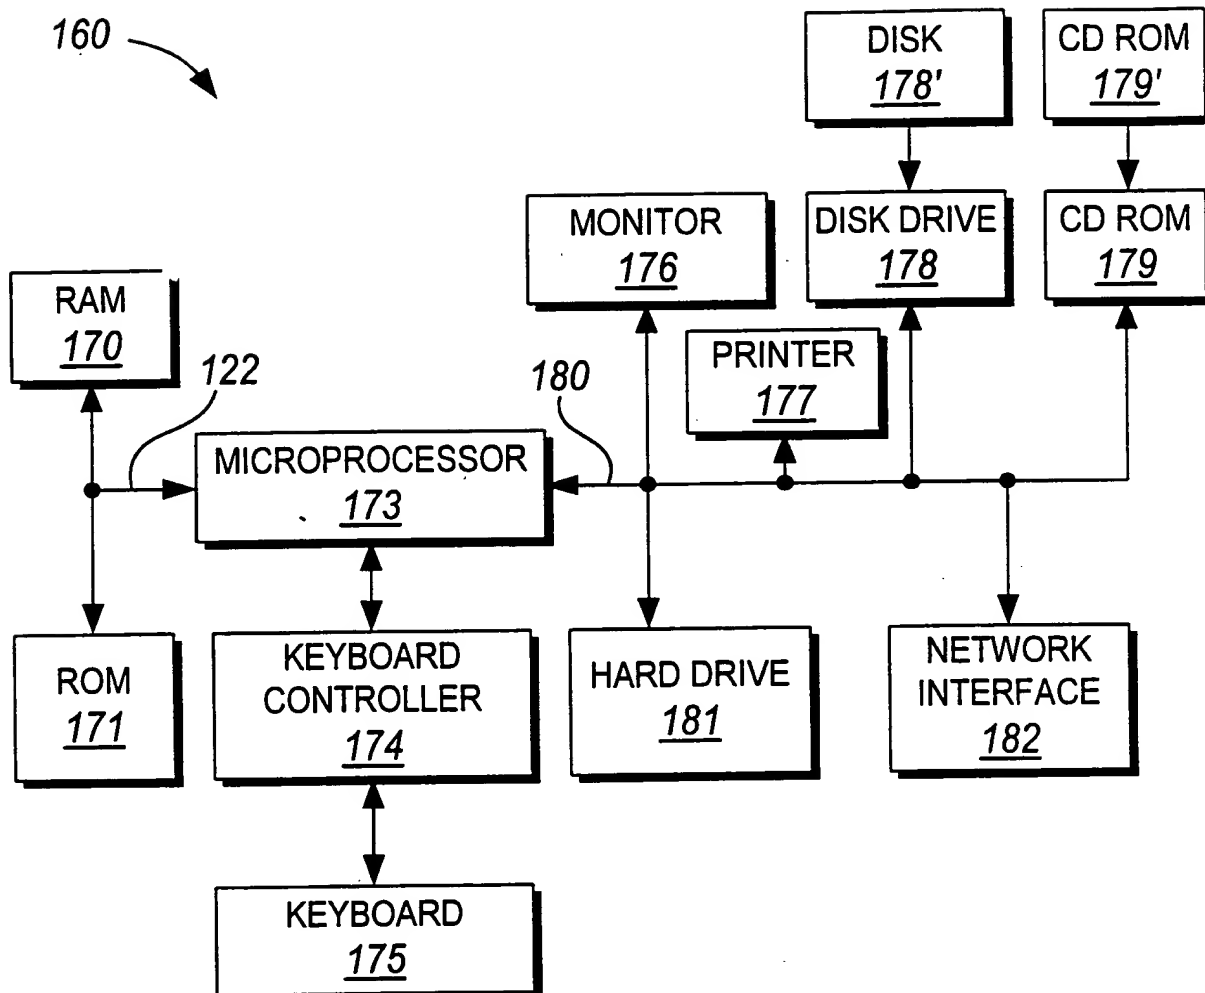 160
DISK
178'
CD ROM
179'
MONITOR
176
DISK DRIVE
178
CD ROM
179
RAM
170
122
180
PRINTER
177
MICROPROCESSOR
173
ROM
171
KEYBOARD
CONTROLLER
174
HARD DRIVE
181
NETWORK
INTERFACE
182
KEYBOARD
175